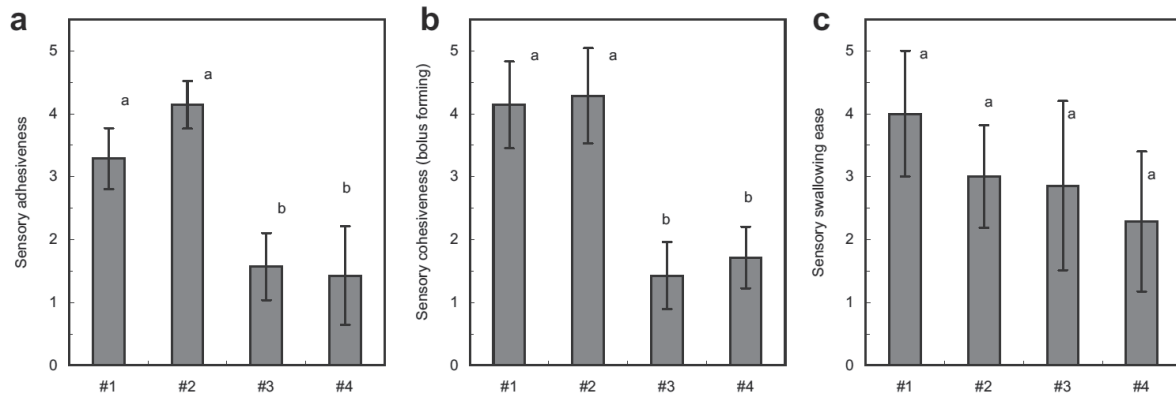 a
Sensory adhesiveness
5
4
3
2
1
0
a
a
b
b
#1 #2 #3 #4
b
Sensory cohesiveness (bolus forming)
5
4
3
2
1
0
a
a
b
b
#1 #2 #3 #4
c
Sensory swallowing ease
5
4
3
2
1
0
a
a
a
a
#1 #2 #3 #4